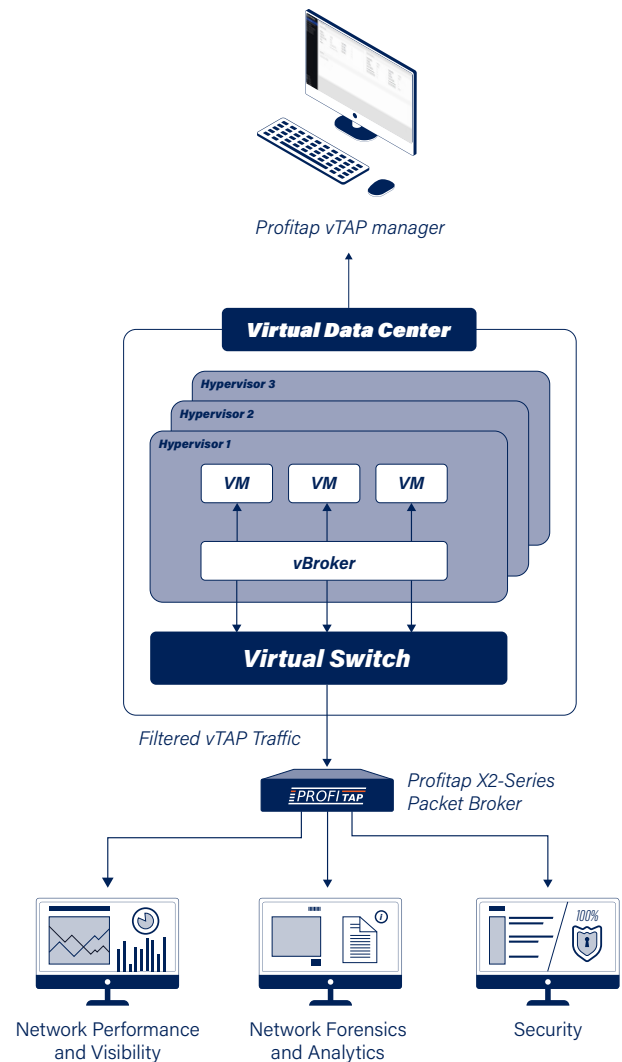 Profitap vTAP manager
Virtual Data Center
Hypervisor 3
Hypervisor 2
Hypervisor 1
VM
VM
VM
vBroker
Virtual Switch
Filtered vTAP Traffic
PROFITAP
Profitap X2-Series
Packet Broker
100%
i
Network Performance
and Visibility
Network Forensics
and Analytics
Security